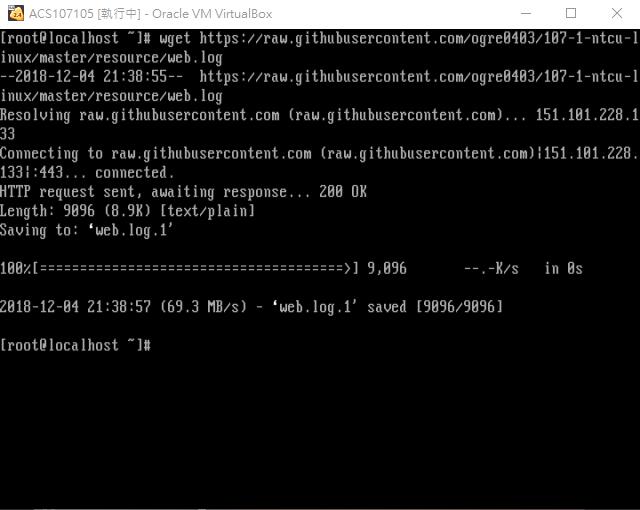 ACS107105 [執行中] - Oracle VM VirtualBox
[root@localhost ~]# wget https://raw.githubusercontent.com/ogre0403/107-1-ntcu-l
inux/master/resource/web.log
--2018-12-04 21:38:55--  https://raw.githubusercontent.com/ogre0403/107-1-ntcu-l
inux/master/resource/web.log
Resolving raw.githubusercontent.com (raw.githubusercontent.com)... 151.101.228.1
33
Connecting to raw.githubusercontent.com (raw.githubusercontent.com)|151.101.228.
133|:443... connected.
HTTP request sent, awaiting response... 200 OK
Length: 9096 (8.9K) [text/plain]
Saving to: ‘web.log.1’
100%[======================================>] 9,096       --.-K/s   in 0s
2018-12-04 21:38:57 (69.3 MB/s) - ‘web.log.1’ saved [9096/9096]
[root@localhost ~]#